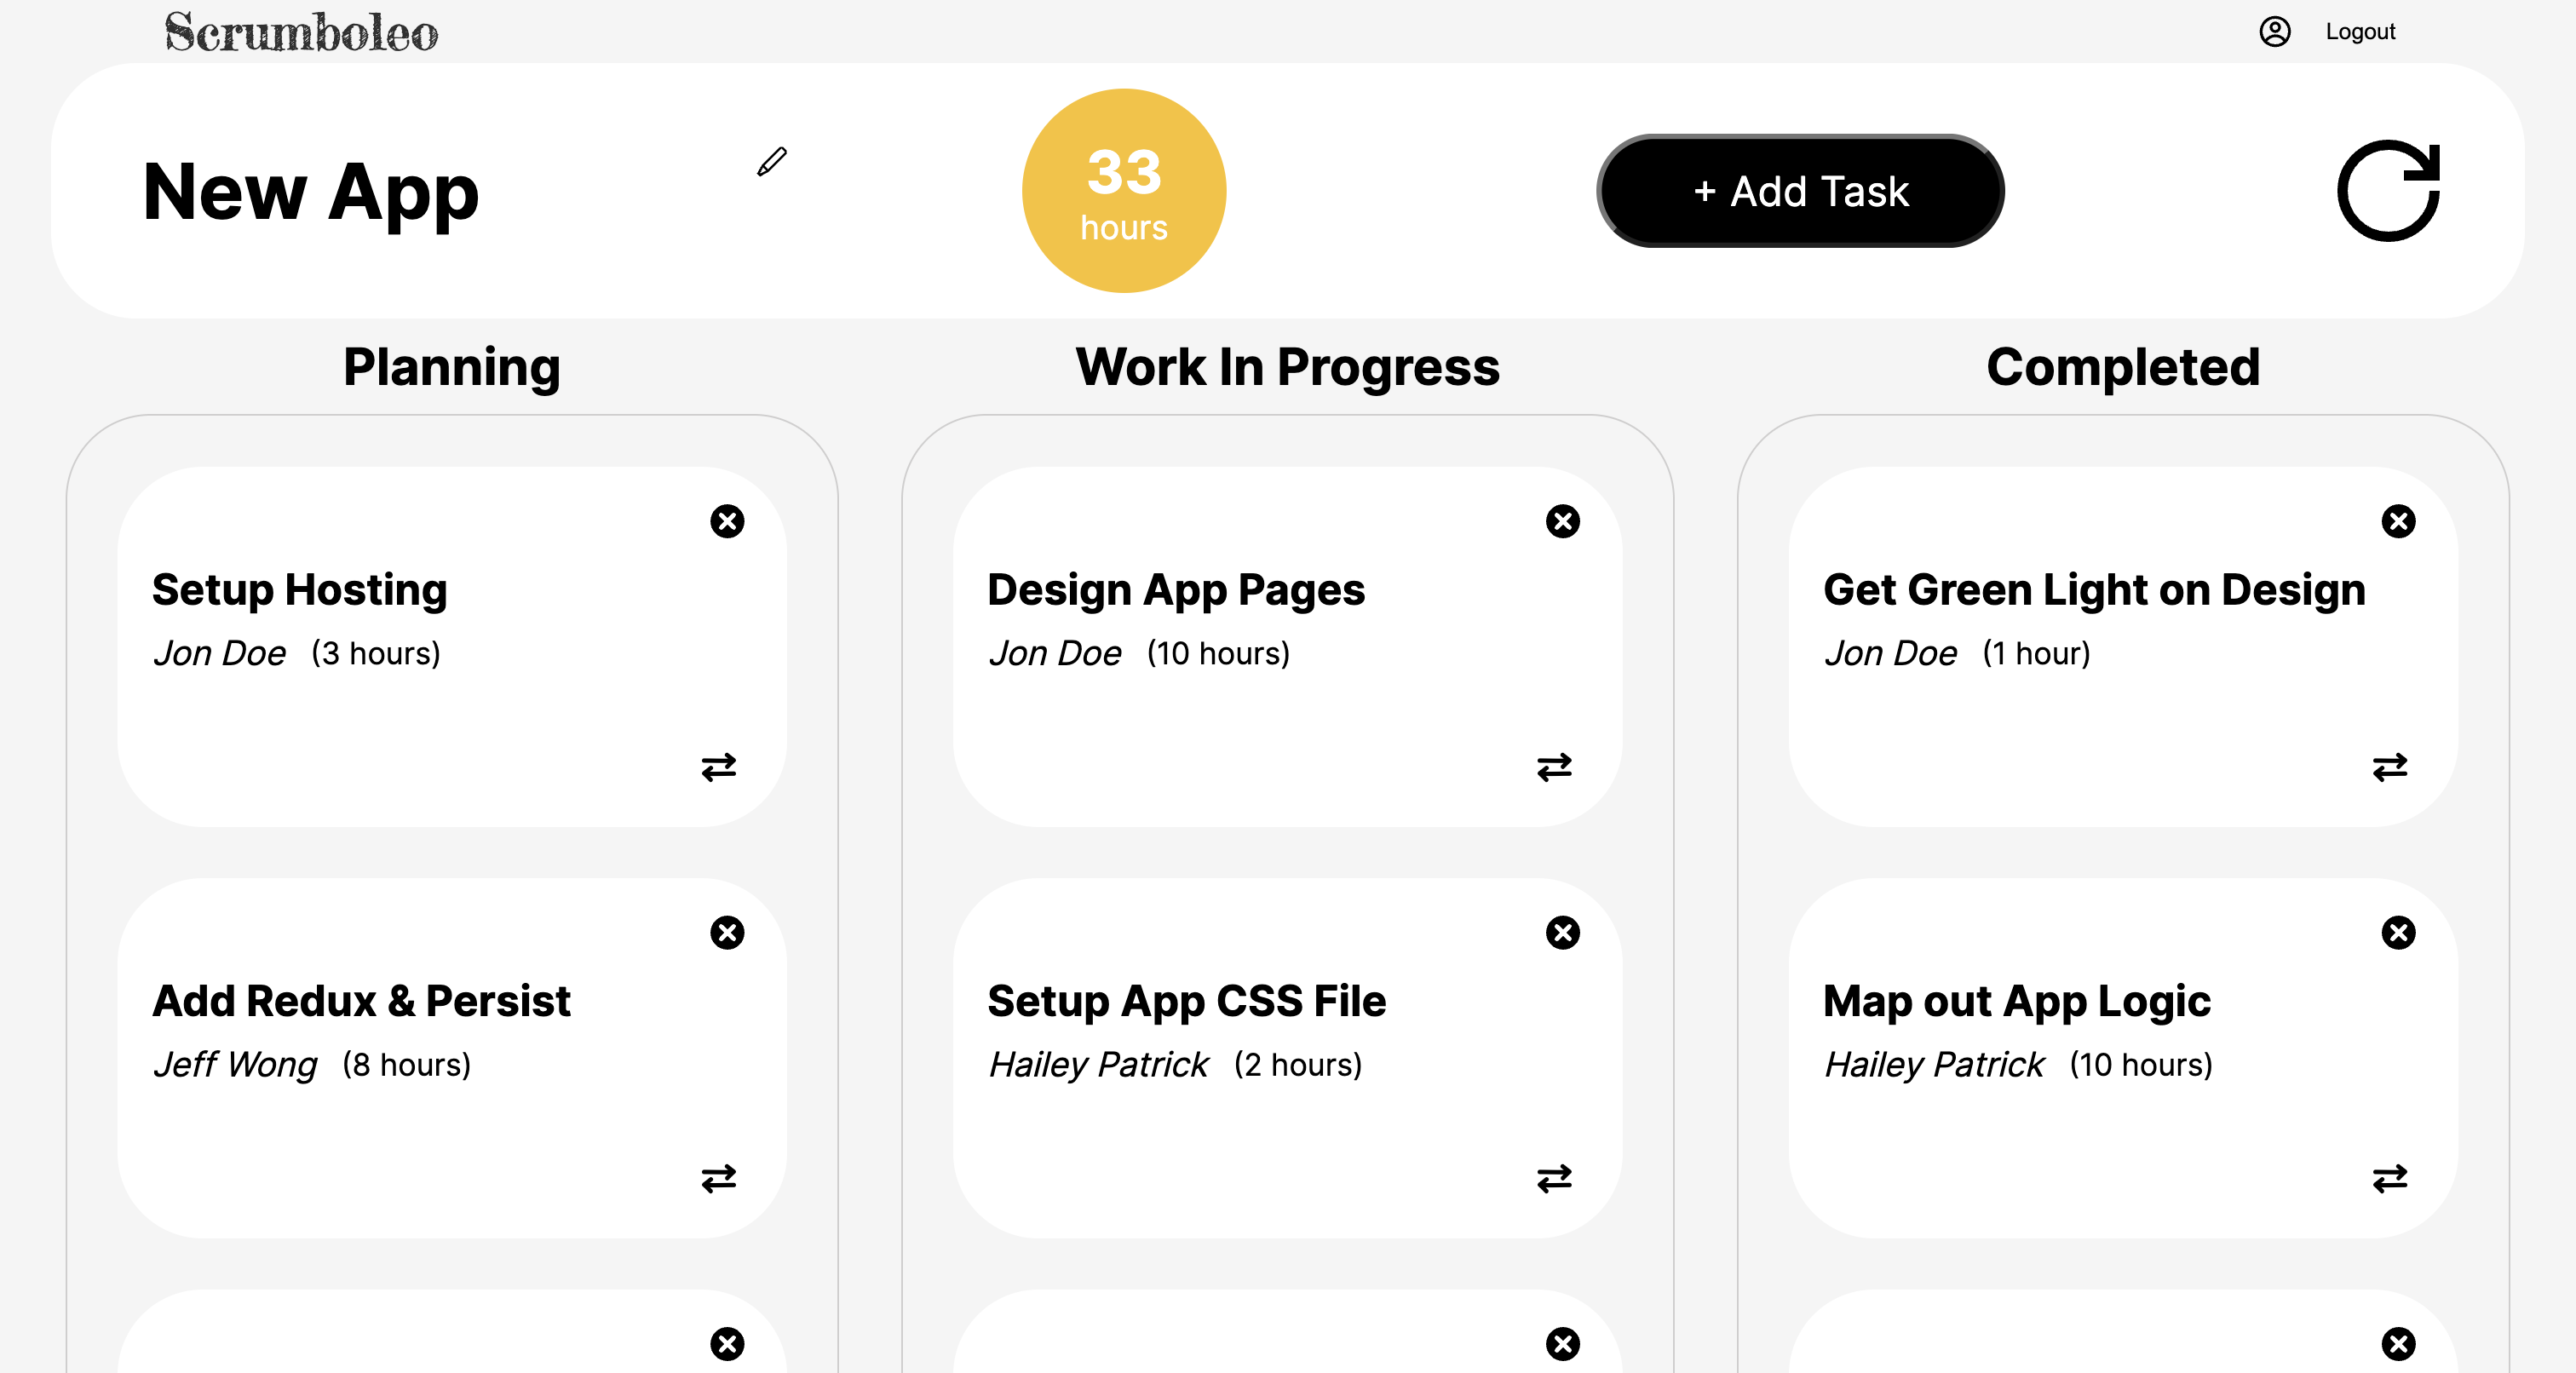 Scrumboleo
Logout
New App
33
hours
+ Add Task
Planning
Setup Hosting
Jon Doe (3 hours)
Add Redux & Persist
Jeff Wong (8 hours)
Work In Progress
Design App Pages
Jon Doe (10 hours)
Setup App CSS File
Hailey Patrick (2 hours)
Completed
Get Green Light on Design
Jon Doe (1 hour)
Map out App Logic
Hailey Patrick (10 hours)